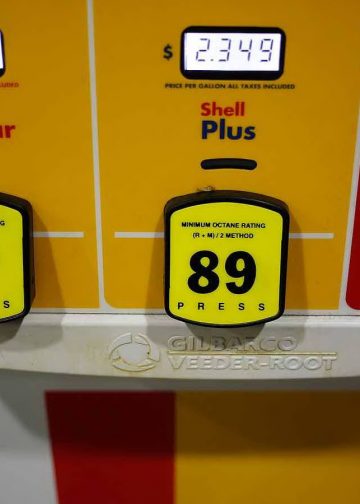 $ 2.349
PRICE PER GALLON ALL TAXES INCLUDED
Shell
Plus
MINIMUM OCTANE RATING
(R + M) / 2 METHOD
89
PRESS
GILBARCO
VEEDER-ROOT